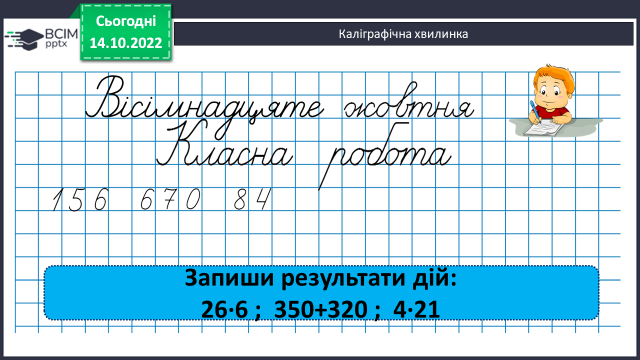 Сьогодні
14.10.2022
ВСІМ
pptx
Каліграфічна хвилинка
Вісімнадцяте жовтня
Класна робота
156 670 84
Запиши результати дій:
26·6 ; 350+320 ; 4·21